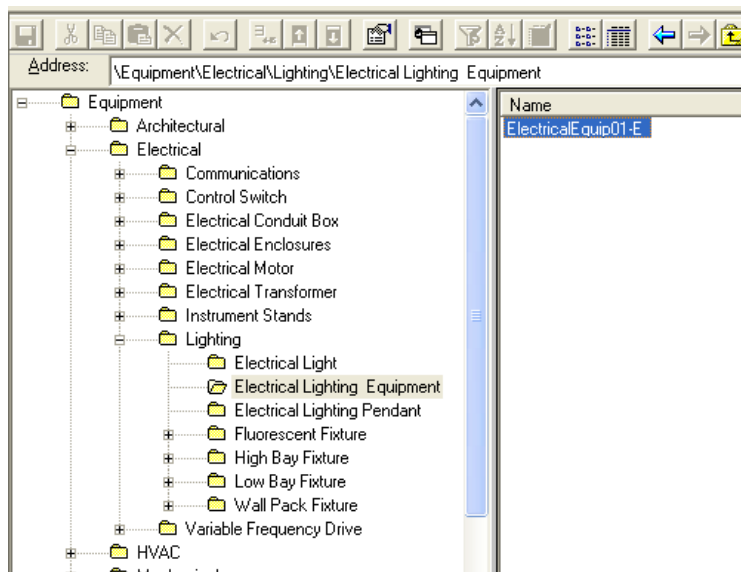 Address: \Equipment\Electrical\Lighting\Electrical Lighting  Equipment
Equipment
Architectural
Electrical
Communications
Control Switch
Electrical Conduit Box
Electrical Enclosures
Electrical Motor
Electrical Transformer
Instrument Stands
Lighting
Electrical Light
Electrical Lighting  Equipment
Electrical Lighting Pendant
Fluorescent Fixture
High Bay Fixture
Low Bay Fixture
Wall Pack Fixture
Variable Frequency Drive
HVAC
Name
ElectricalEquip01-E